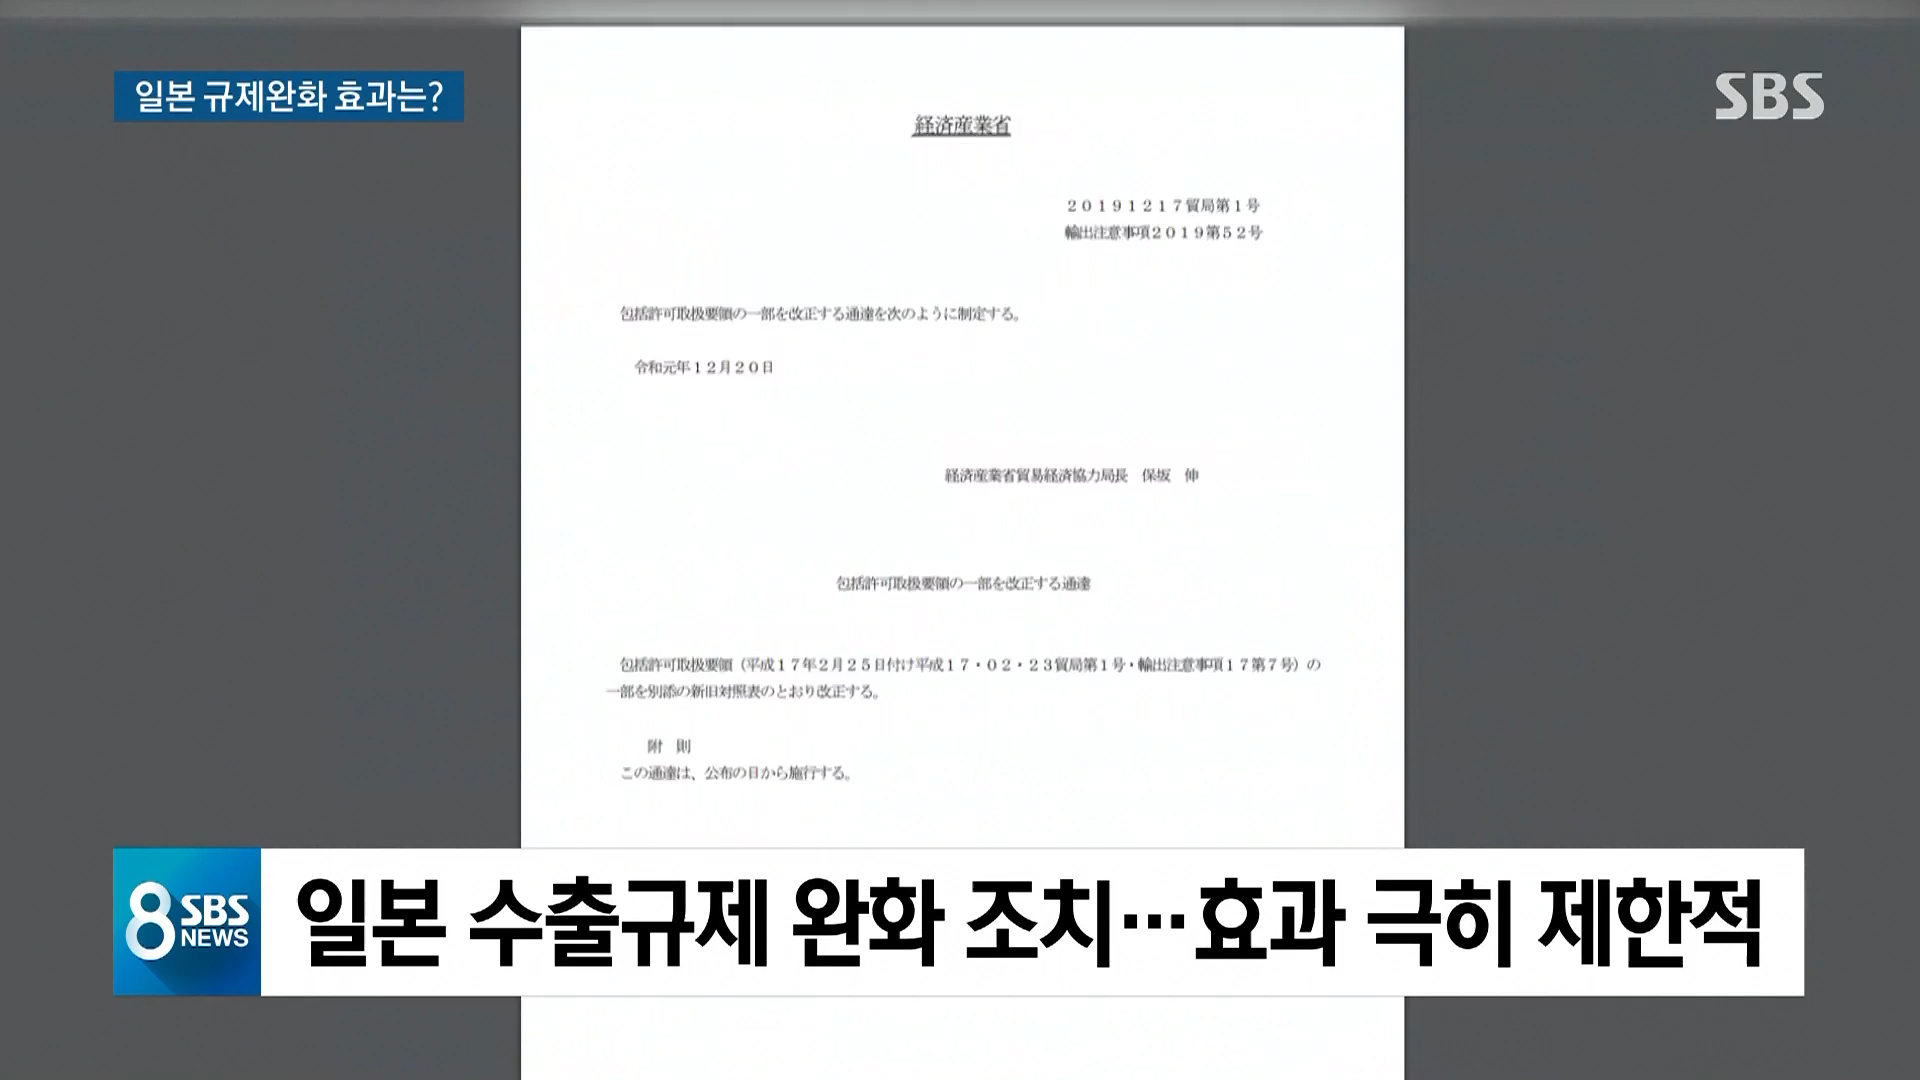 일본 규제완화 효과는?
SBS
経済産業省
２０１９１２１７貿局第１号
輸出注意事項２０１９第５２号
包括許可取扱要領の一部を改正する通達を次のように制定する。
令和元年１２月２０日
経済産業省貿易経済協力局長　保坂　伸
包括許可取扱要領の一部を改正する通達
包括許可取扱要領（平成１７年２月２５日付け平成１７・０２・２３貿局第１号・輸出注意事項１７第７号）の
一部を別添の新旧対照表のとおり改正する。
附　則
この通達は、公布の日から施行する。
8 SBS NEWS
일본 수출규제 완화 조치…효과 극히 제한적